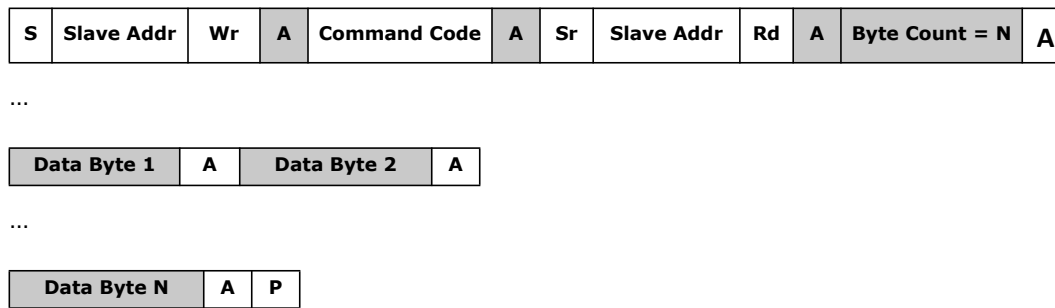 S Slave Addr Wr A Command Code A Sr Slave Addr Rd A Byte Count = N A
...
Data Byte 1 A Data Byte 2 A
...
Data Byte N A P